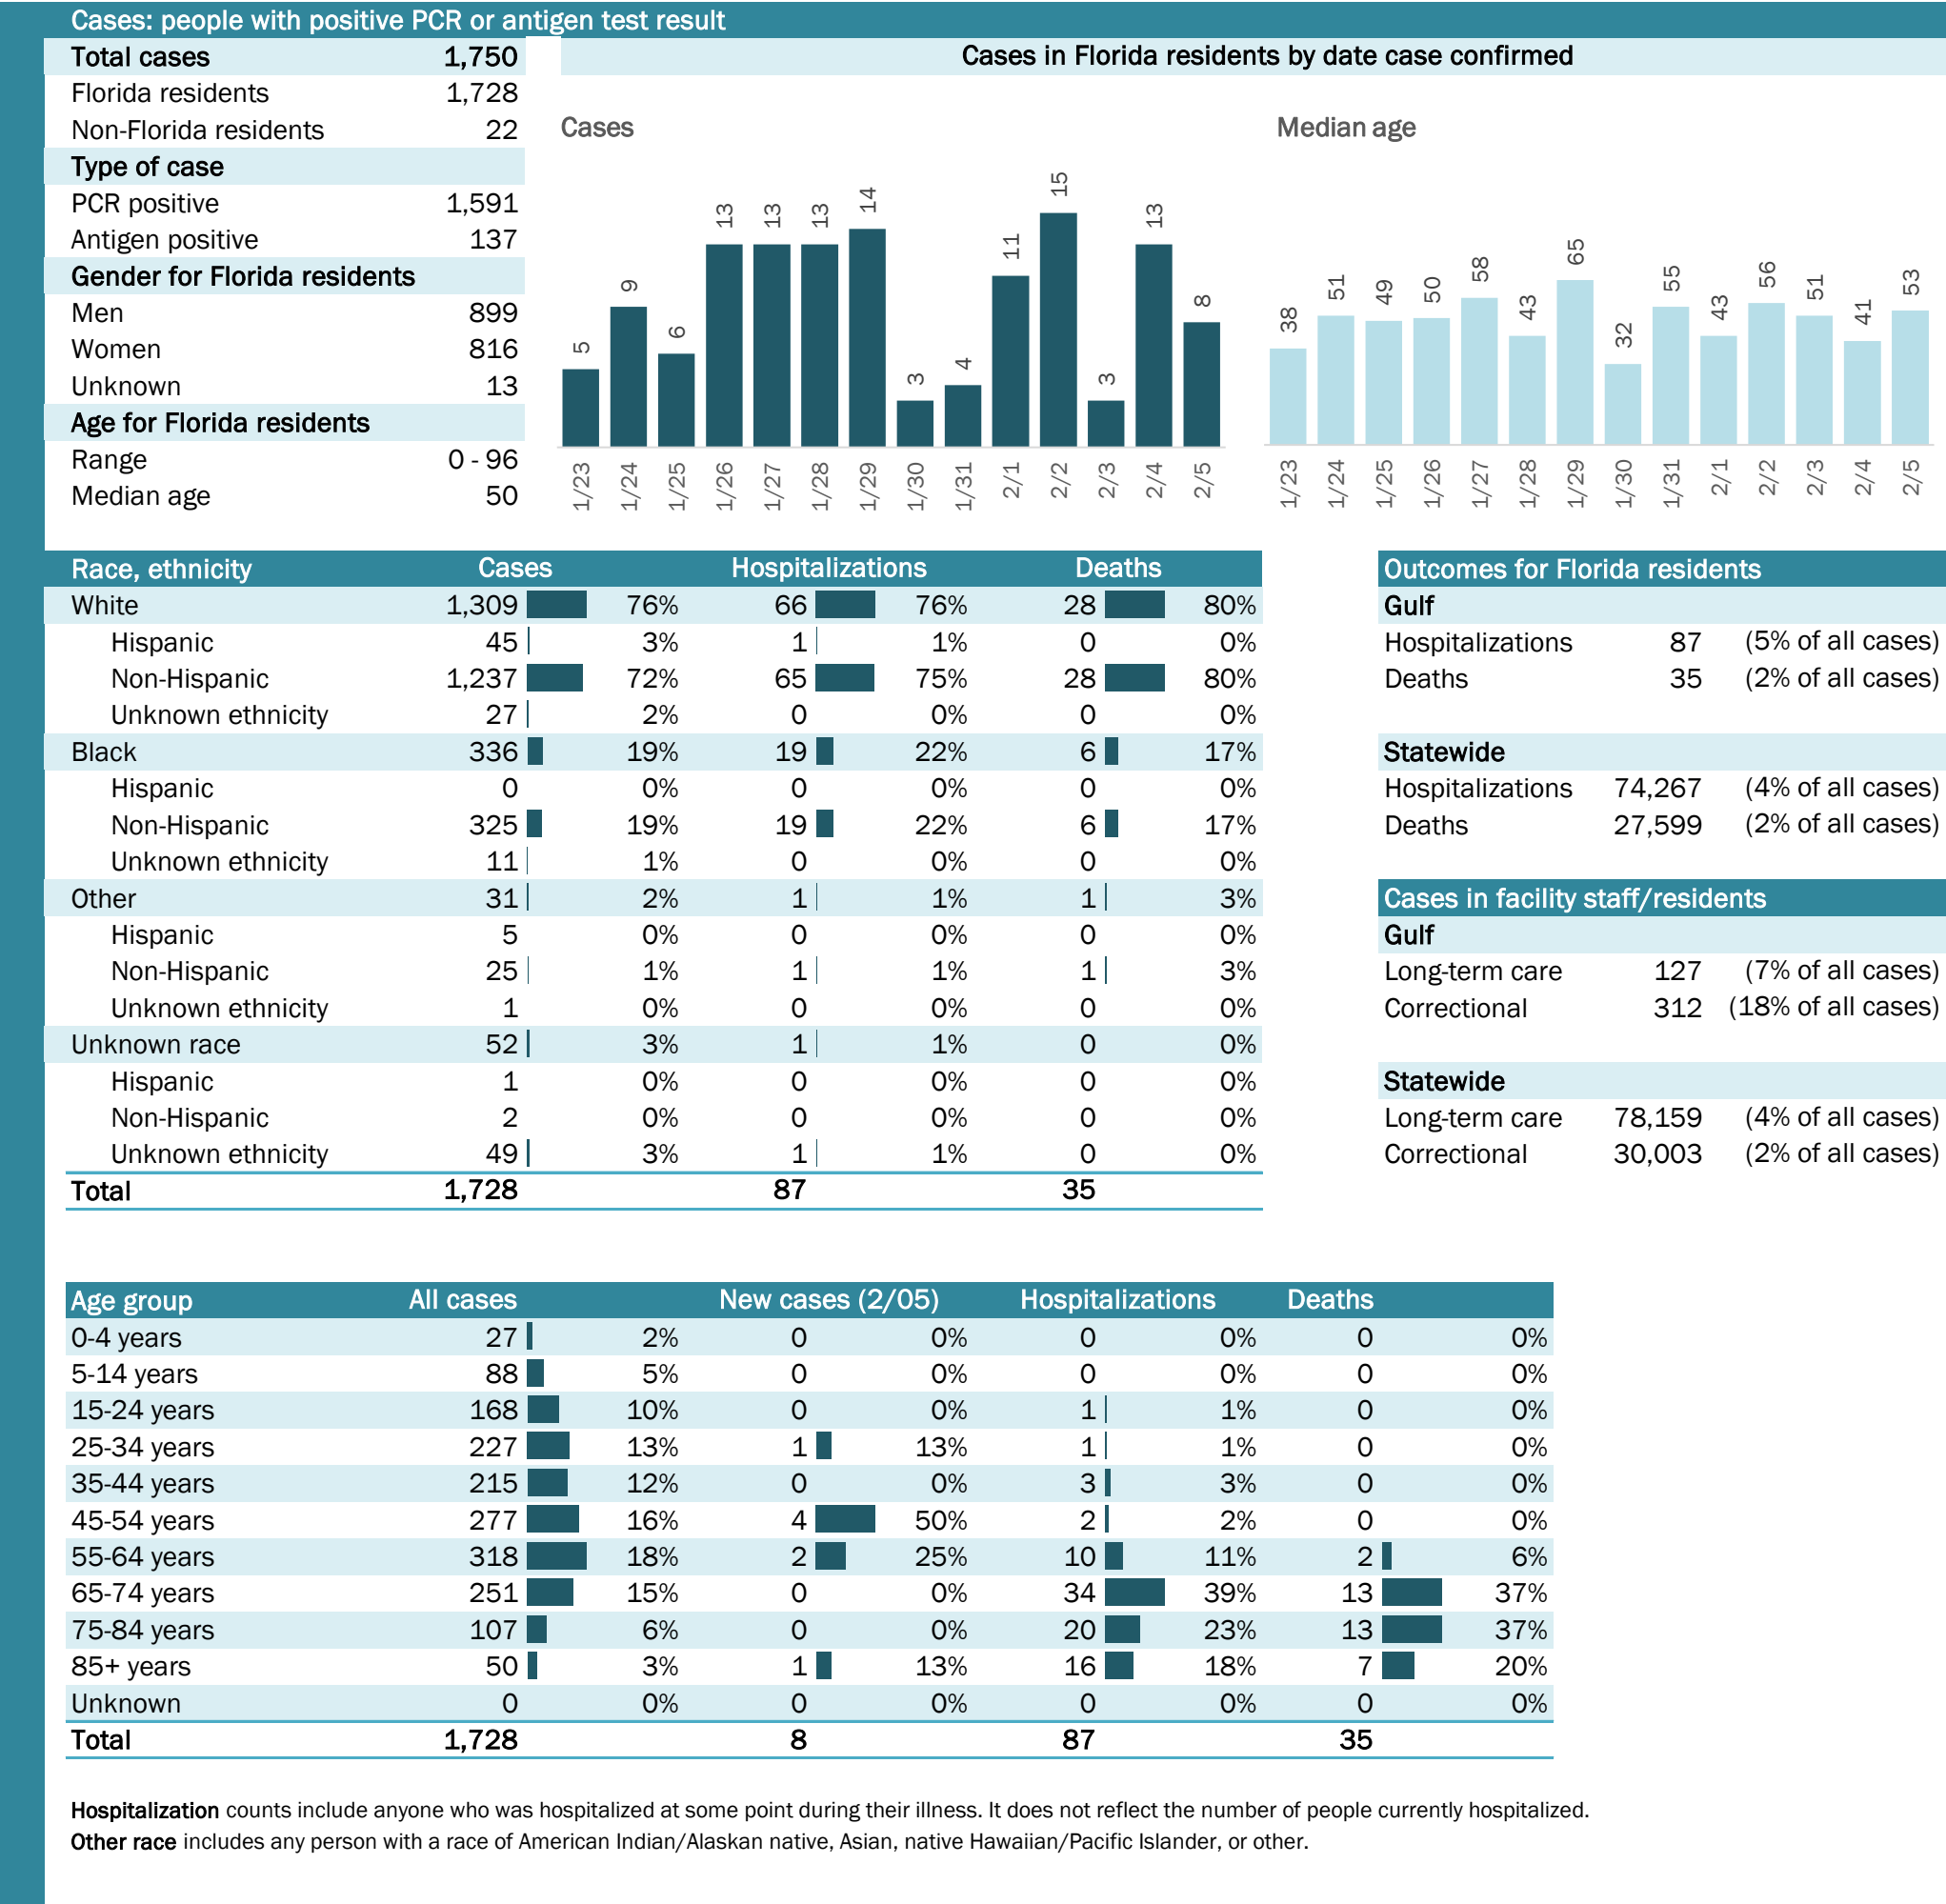 Cases: people with positive PCR or antigen test result
Total cases 1,750
Florida residents 1,728
Non-Florida residents 22
Type of case
PCR positive 1,591
Antigen positive 137
Gender for Florida residents
Men 899
Women 816
Unknown 13
Age for Florida residents
Range 0 - 96
Median age 50
Cases in Florida residents by date case confirmed
Cases
5 9 6 13 13 13 14 3 4 11 15 3 13 8
1/23 1/24 1/25 1/26 1/27 1/28 1/29 1/30 1/31 2/1 2/2 2/3 2/4 2/5
Median age
38 51 49 50 58 43 65 32 55 43 56 51 41 53
1/23 1/24 1/25 1/26 1/27 1/28 1/29 1/30 1/31 2/1 2/2 2/3 2/4 2/5
Race, ethnicity Cases Hospitalizations Deaths
White 1,309 76% 66 76% 28 80%
Hispanic 45 3% 1 1% 0 0%
Non-Hispanic 1,237 72% 65 75% 28 80%
Unknown ethnicity 27 2% 0 0% 0 0%
Black 336 19% 19 22% 6 17%
Hispanic 0 0% 0 0% 0 0%
Non-Hispanic 325 19% 19 22% 6 17%
Unknown ethnicity 11 1% 0 0% 0 0%
Other 31 2% 1 1% 1 3%
Hispanic 5 0% 0 0% 0 0%
Non-Hispanic 25 1% 1 1% 1 3%
Unknown ethnicity 1 0% 0 0% 0 0%
Unknown race 52 3% 1 1% 0 0%
Hispanic 1 0% 0 0% 0 0%
Non-Hispanic 2 0% 0 0% 0 0%
Unknown ethnicity 49 3% 1 1% 0 0%
Total 1,728 87 35
Outcomes for Florida residents
Gulf
Hospitalizations 87 (5% of all cases)
Deaths 35 (2% of all cases)
Statewide
Hospitalizations 74,267 (4% of all cases)
Deaths 27,599 (2% of all cases)
Cases in facility staff/residents
Gulf
Long-term care 127 (7% of all cases)
Correctional 312 (18% of all cases)
Statewide
Long-term care 78,159 (4% of all cases)
Correctional 30,003 (2% of all cases)
Age group All cases New cases (2/05) Hospitalizations Deaths
0-4 years 27 2% 0 0% 0 0% 0 0%
5-14 years 88 5% 0 0% 0 0% 0 0%
15-24 years 168 10% 0 0% 1 1% 0 0%
25-34 years 227 13% 1 13% 1 1% 0 0%
35-44 years 215 12% 0 0% 3 3% 0 0%
45-54 years 277 16% 4 50% 2 2% 0 0%
55-64 years 318 18% 2 25% 10 11% 2 6%
65-74 years 251 15% 0 0% 34 39% 13 37%
75-84 years 107 6% 0 0% 20 23% 13 37%
85+ years 50 3% 1 13% 16 18% 7 20%
Unknown 0 0% 0 0% 0 0% 0 0%
Total 1,728 8 87 35
Hospitalization counts include anyone who was hospitalized at some point during their illness. It does not reflect the number of people currently hospitalized.
Other race includes any person with a race of American Indian/Alaskan native, Asian, native Hawaiian/Pacific Islander, or other.